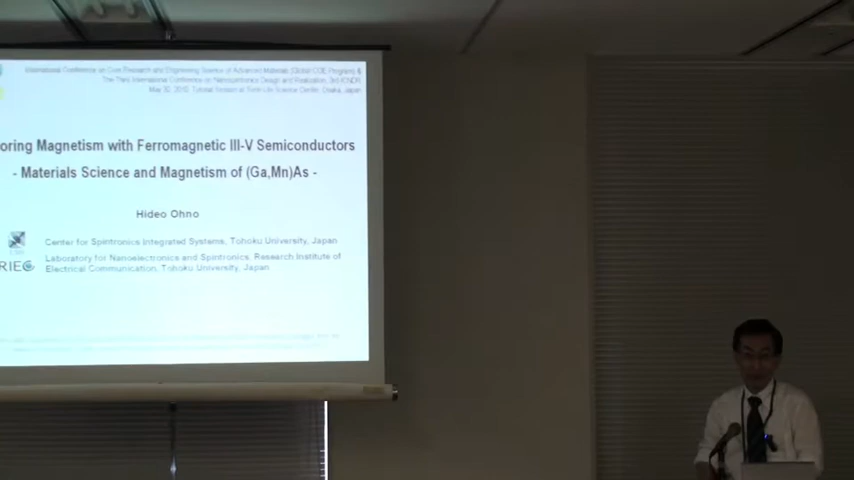 International Conference on Core Research and Engineering Science of Advanced Materials (Global COE Program) &
The Third International Conference on Nanospintronics Design and Realization, 3rd-ICNDR
May 30, 2010, Tutorial Session at Senri Life Science Center, Osaka, Japan
oring Magnetism with Ferromagnetic III-V Semiconductors
- Materials Science and Magnetism of (Ga,Mn)As -
Hideo Ohno
Center for Spintronics Integrated Systems, Tohoku University, Japan
RIEC
Laboratory for Nanoelectronics and Spintronics, Research Institute of
Electrical Communication, Tohoku University, Japan